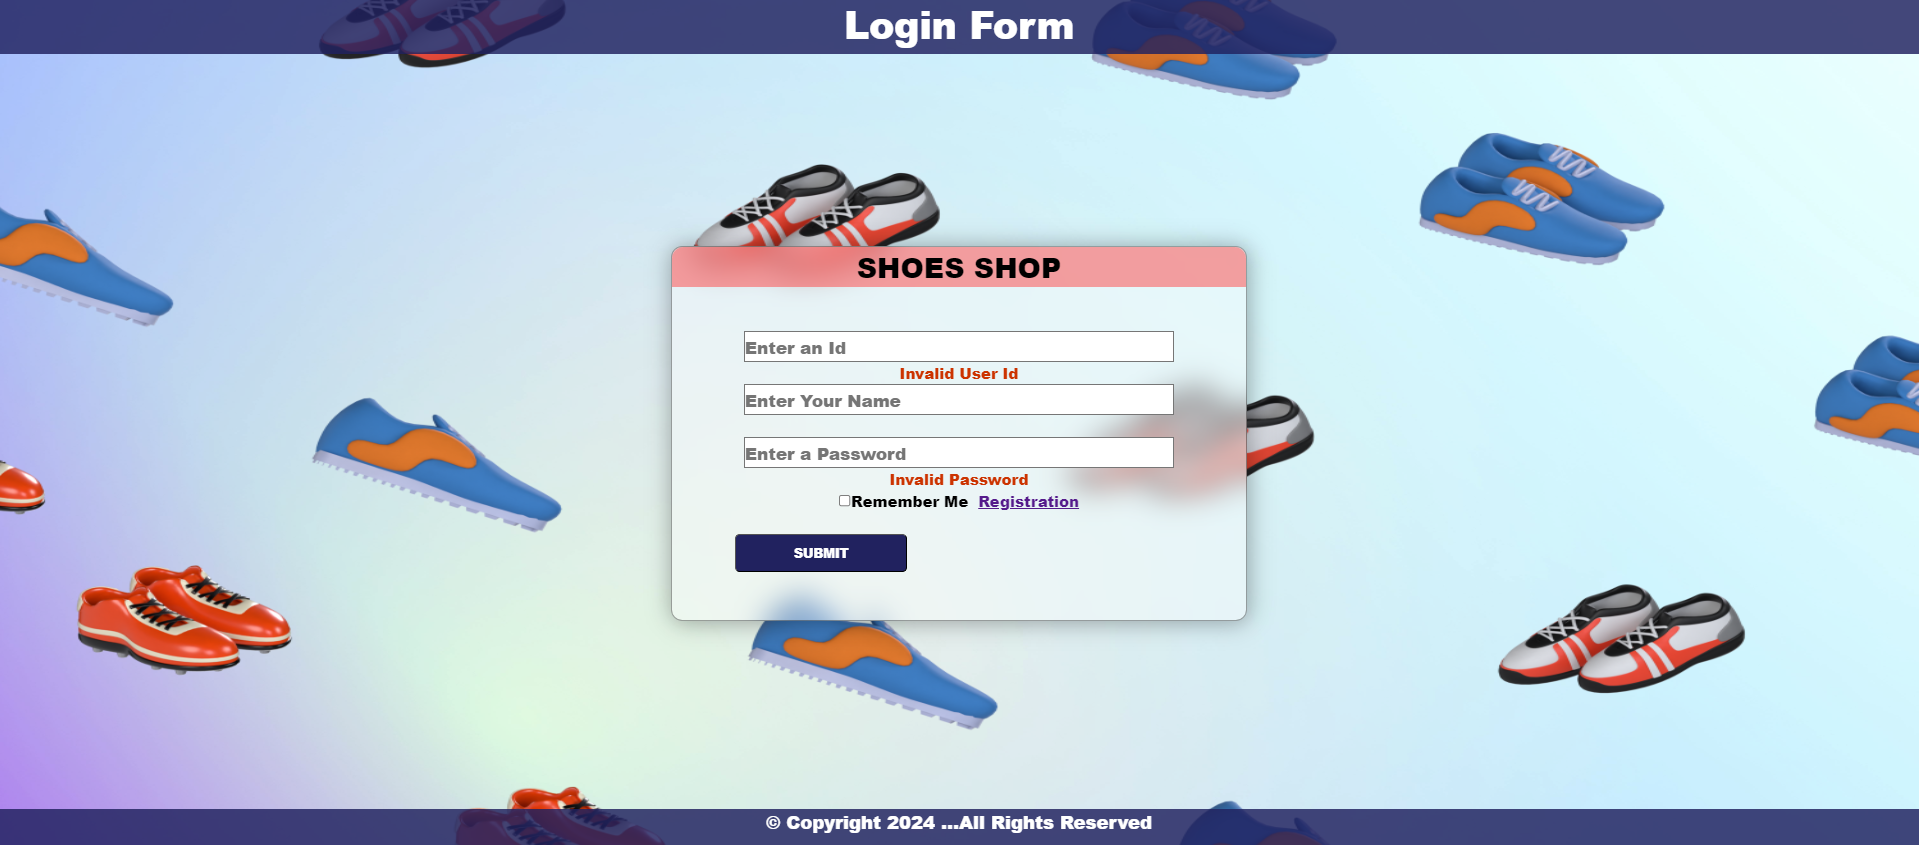 Login Form
SHOES SHOP
Enter an Id
Invalid User Id
Enter Your Name
Enter a Password
Invalid Password
Remember Me Registration
SUBMIT
© Copyright 2024 ...All Rights Reserved